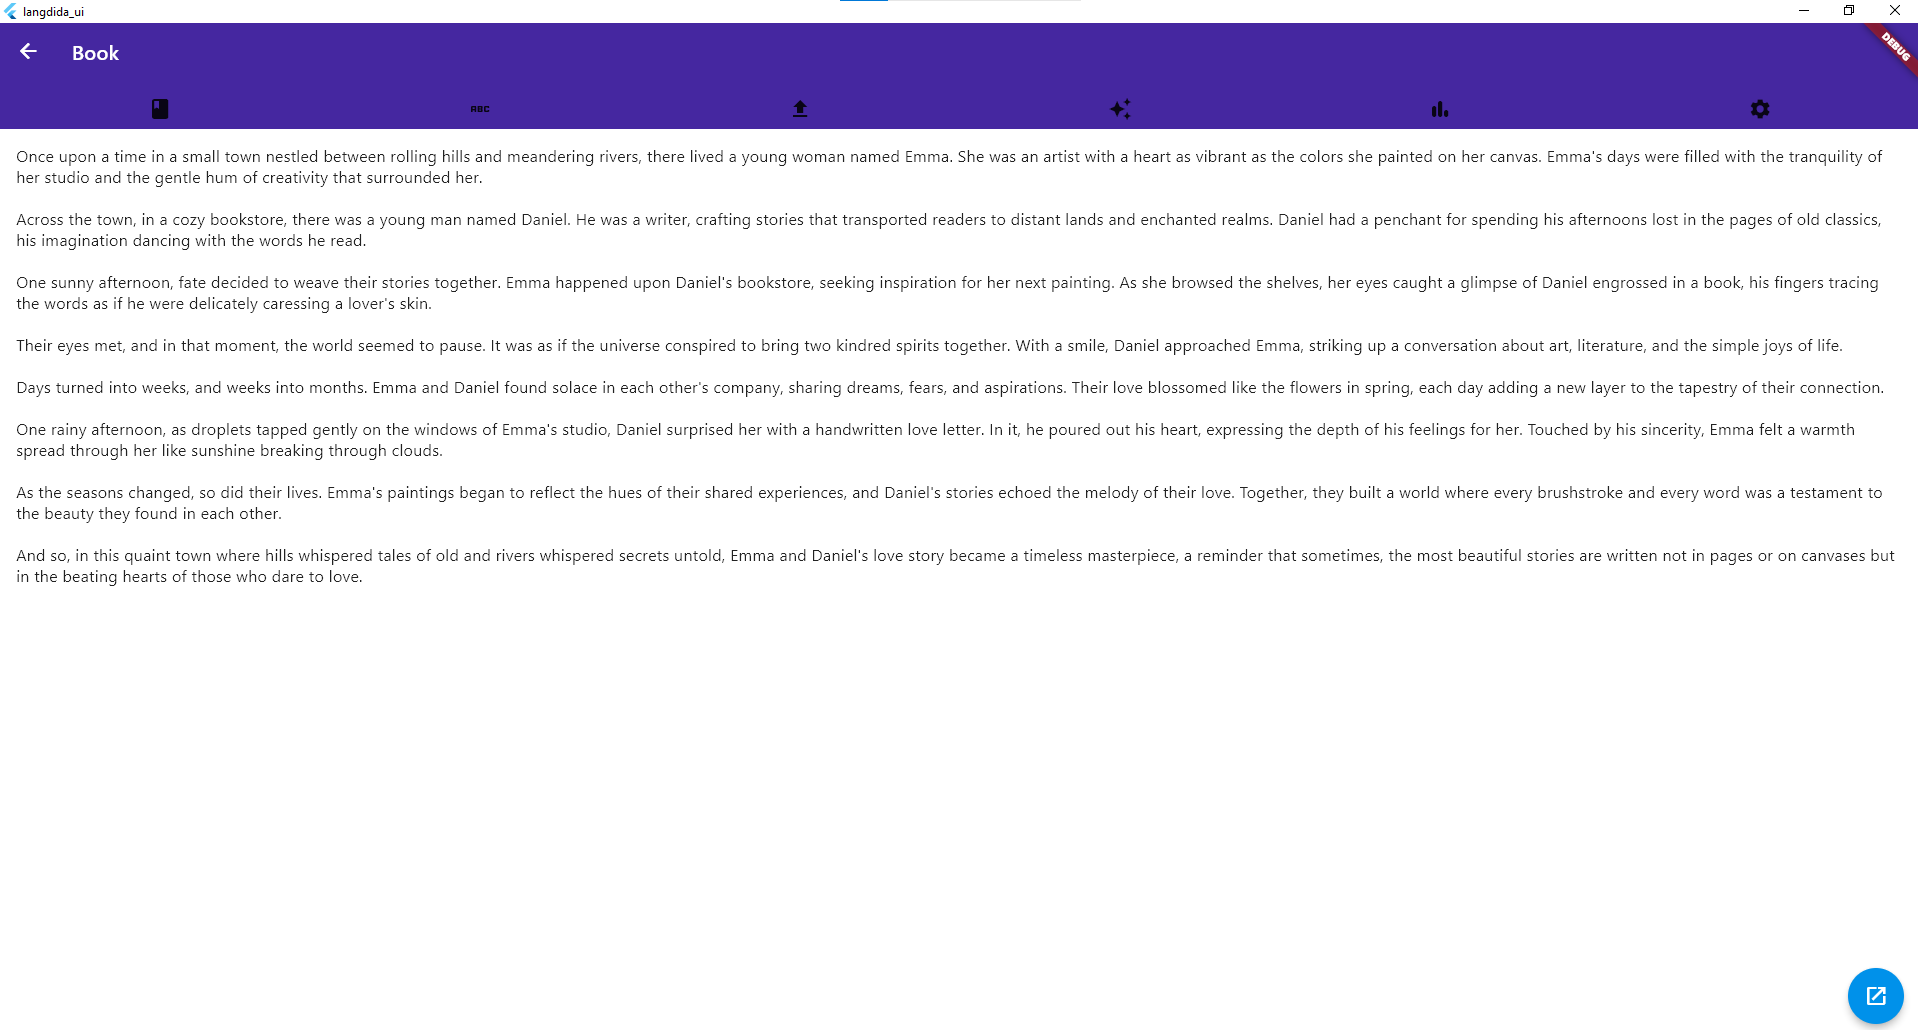 langdida_ui
Book
DEBUG
ABC
Once upon a time in a small town nestled between rolling hills and meandering rivers, there lived a young woman named Emma. She was an artist with a heart as vibrant as the colors she painted on her canvas. Emma's days were filled with the tranquility of
her studio and the gentle hum of creativity that surrounded her.
Across the town, in a cozy bookstore, there was a young man named Daniel. He was a writer, crafting stories that transported readers to distant lands and enchanted realms. Daniel had a penchant for spending his afternoons lost in the pages of old classics,
his imagination dancing with the words he read.
One sunny afternoon, fate decided to weave their stories together. Emma happened upon Daniel's bookstore, seeking inspiration for her next painting. As she browsed the shelves, her eyes caught a glimpse of Daniel engrossed in a book, his fingers tracing
the words as if he were delicately caressing a lover's skin.
Their eyes met, and in that moment, the world seemed to pause. It was as if the universe conspired to bring two kindred spirits together. With a smile, Daniel approached Emma, striking up a conversation about art, literature, and the simple joys of life.
Days turned into weeks, and weeks into months. Emma and Daniel found solace in each other's company, sharing dreams, fears, and aspirations. Their love blossomed like the flowers in spring, each day adding a new layer to the tapestry of their connection.
One rainy afternoon, as droplets tapped gently on the windows of Emma's studio, Daniel surprised her with a handwritten love letter. In it, he poured out his heart, expressing the depth of his feelings for her. Touched by his sincerity, Emma felt a warmth
spread through her like sunshine breaking through clouds.
As the seasons changed, so did their lives. Emma's paintings began to reflect the hues of their shared experiences, and Daniel's stories echoed the melody of their love. Together, they built a world where every brushstroke and every word was a testament to
the beauty they found in each other.
And so, in this quaint town where hills whispered tales of old and rivers whispered secrets untold, Emma and Daniel's love story became a timeless masterpiece, a reminder that sometimes, the most beautiful stories are written not in pages or on canvases but
in the beating hearts of those who dare to love.